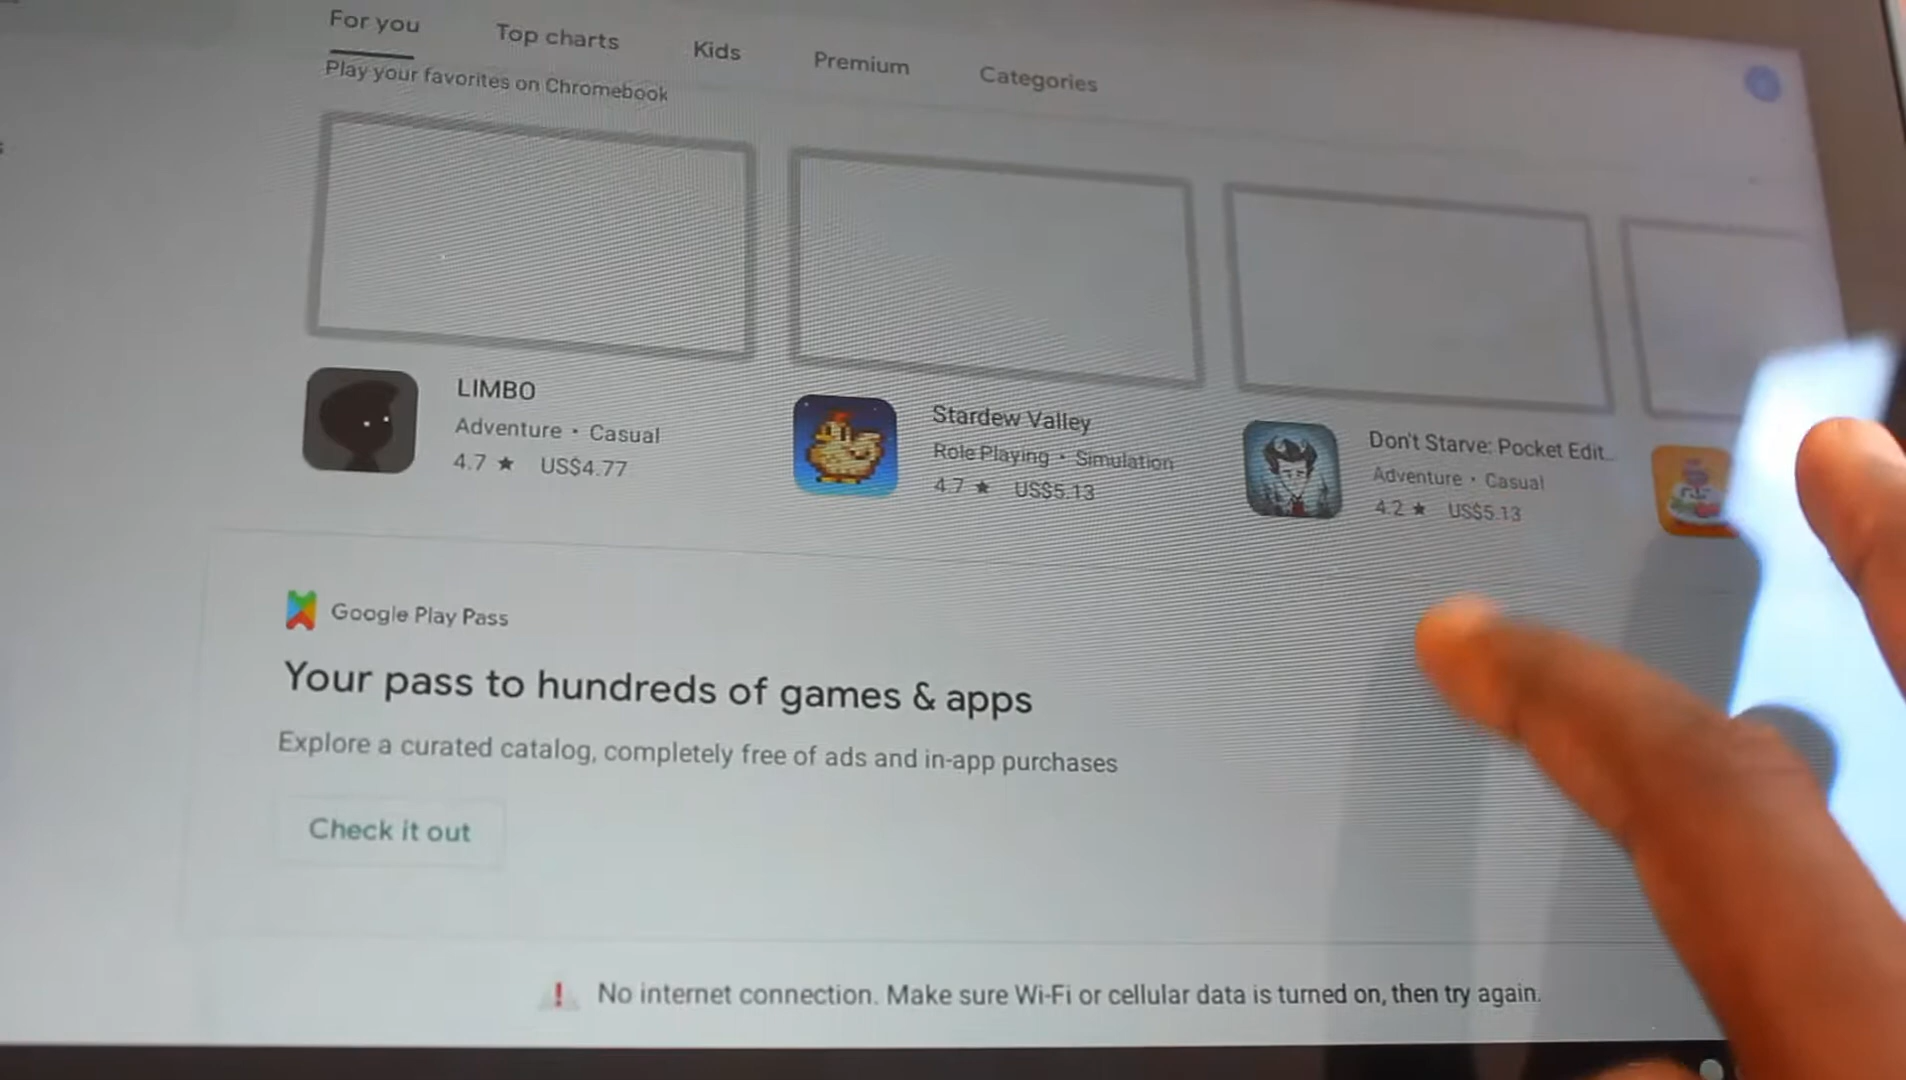 For you
Top charts
Kids
Premium
Categories
Play your favorites on Chromebook
LIMBO
Adventure • Casual
4.7 ★ US$4.77
Stardew Valley
Role Playing • Simulation
4.7 ★ US$5.13
Don't Starve: Pocket Edit...
Adventure • Casual
4.2 ★ US$5.13
Google Play Pass
Your pass to hundreds of games & apps
Explore a curated catalog, completely free of ads and in-app purchases
Check it out
No internet connection. Make sure Wi-Fi or cellular data is turned on, then try again.